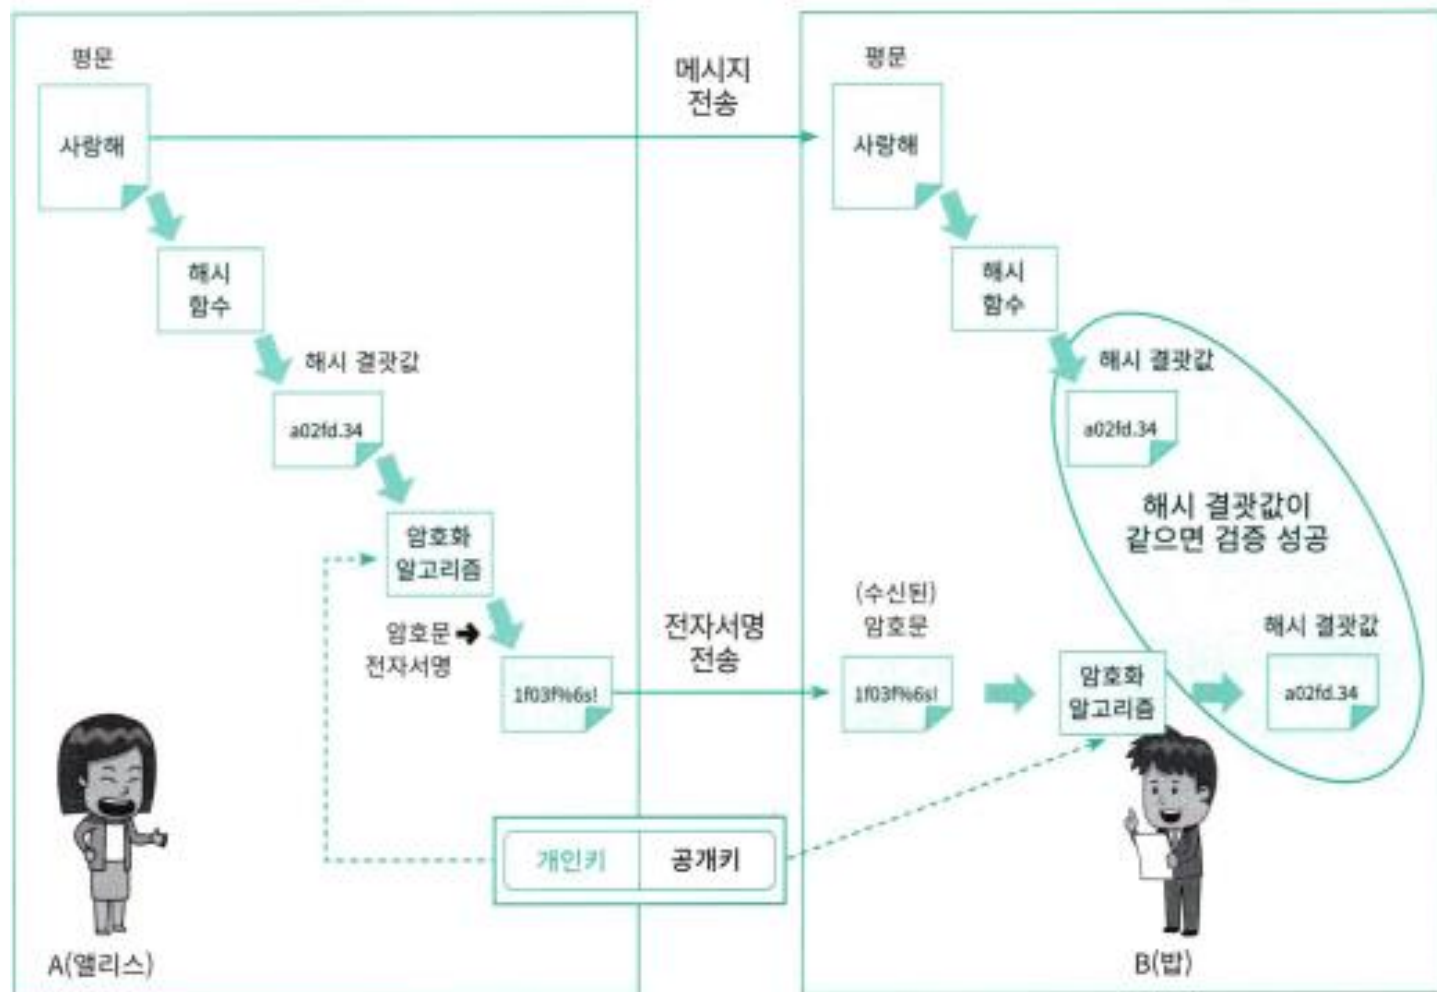 평문
사랑해
해시
함수
해시 결괏값
a02fd.34
암호화
알고리즘
암호문 ➜
전자서명
1f03f%6s!
메시지
전송
전자서명
전송
개인키
공개키
A(앨리스)
평문
사랑해
해시
함수
해시 결괏값
a02fd.34
해시 결괏값이
같으면 검증 성공
(수신된)
암호문
1f03f%6s!
암호화
알고리즘
해시 결괏값
a02fd.34
B(밥)